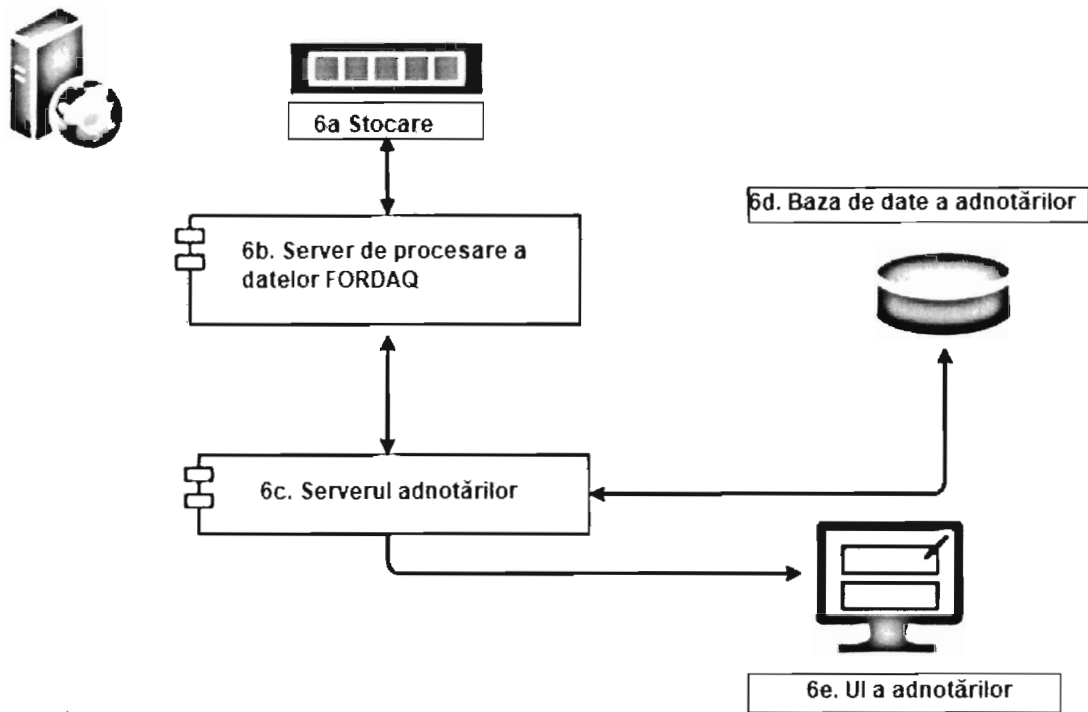 6a Stocare
6b. Server de procesare a
datelor FORDAQ
6d. Baza de date a adnotărilor
6c. Serverul adnotărilor
6e. UI a adnotărilor